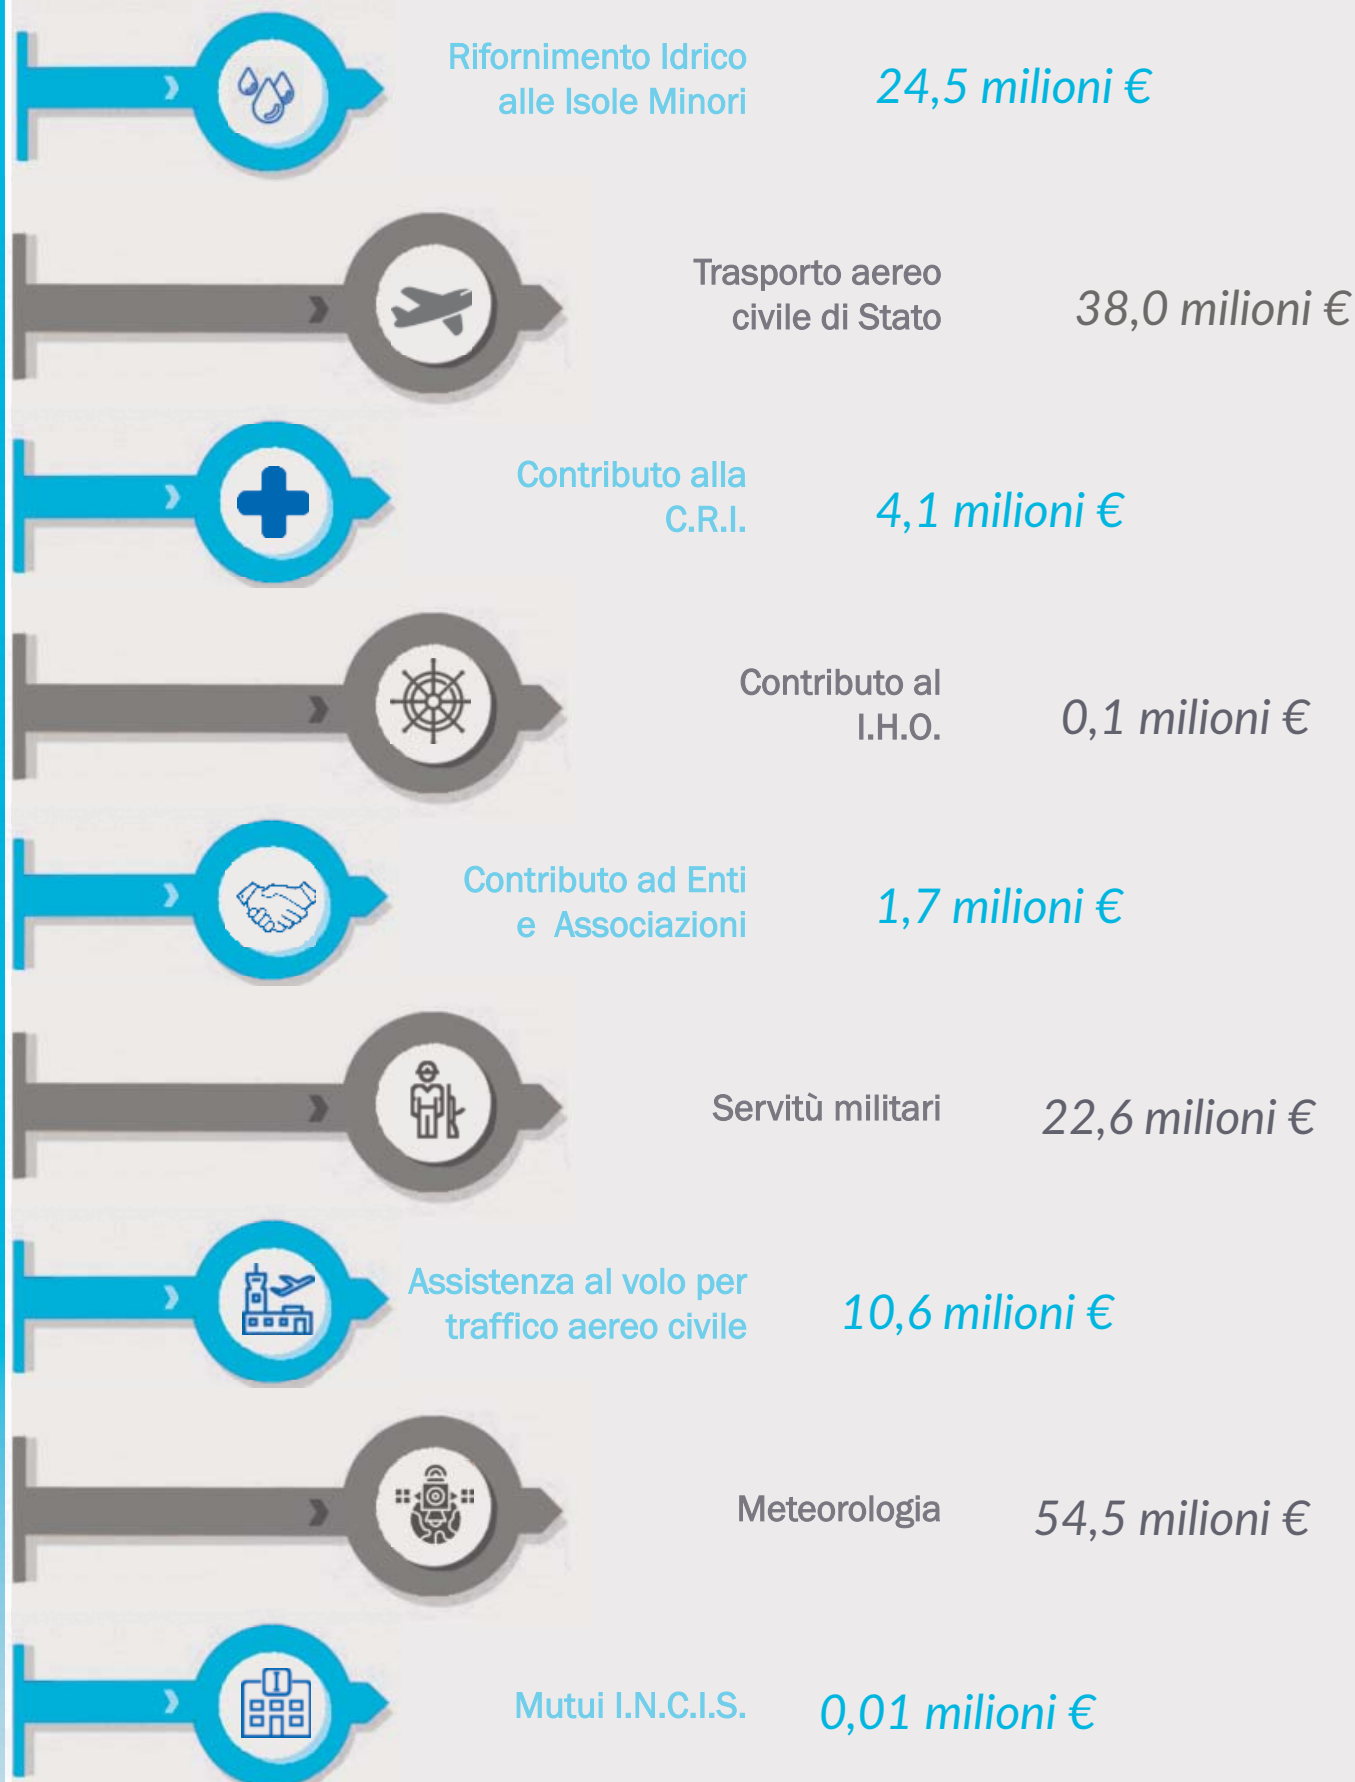 Rifornimento Idrico
alle Isole Minori
24,5 milioni €
Trasporto aereo
civile di Stato
38,0 milioni €
Contributo alla
C.R.I.
4,1 milioni €
Contributo al
I.H.O.
0,1 milioni €
Contributo ad Enti
e Associazioni
1,7 milioni €
Servitù militari
22,6 milioni €
Assistenza al volo per
traffico aereo civile
10,6 milioni €
Meteorologia
54,5 milioni €
Mutui I.N.C.I.S.
0,01 milioni €